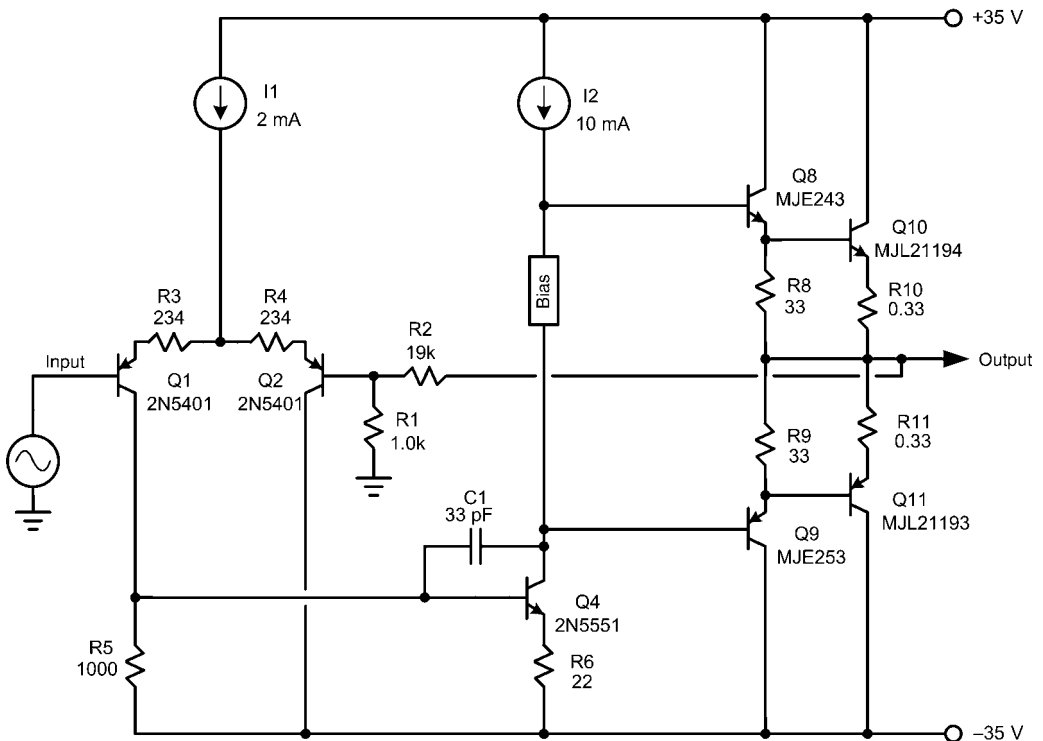 +35 V
I1
2 mA
I2
10 mA
Q8
MJE243
Q10
MJL21194
R3
234
R4
234
Bias
R8
33
R10
0.33
R2
19k
Input
Output
Q1
2N5401
Q2
2N5401
R1
1.0k
R9
33
R11
0.33
C1
33 pF
Q9
MJE253
Q11
MJL21193
Q4
2N5551
R5
1000
R6
22
–35 V